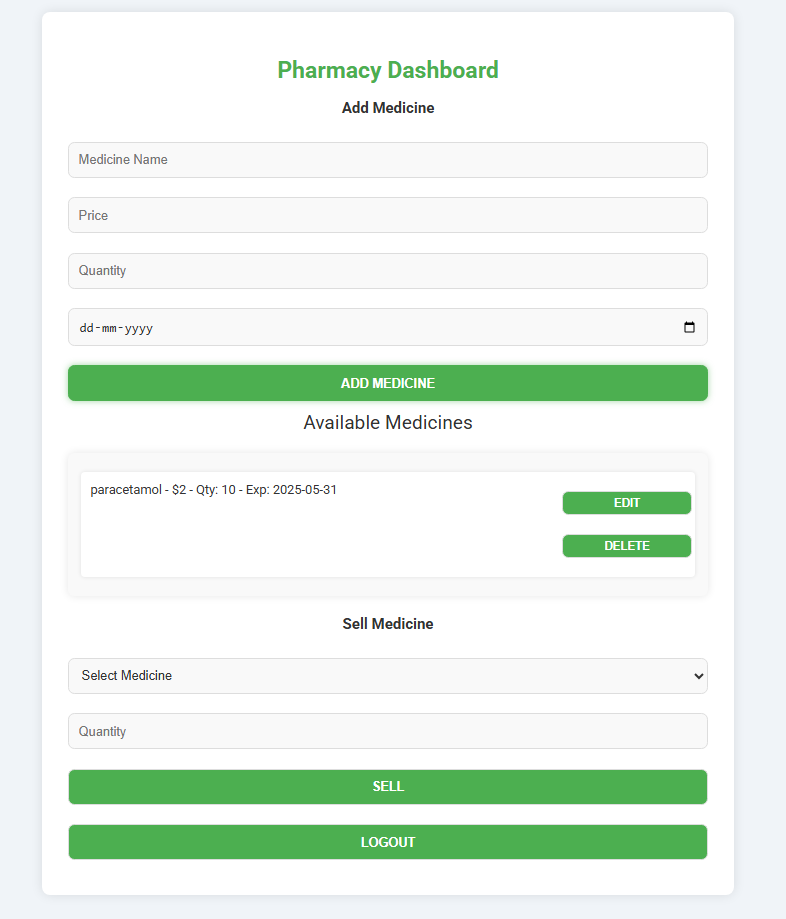 Pharmacy Dashboard
Add Medicine
Medicine Name
Price
Quantity
dd-mm-yyyy
ADD MEDICINE
Available Medicines
paracetamol - $2 - Qty: 10 - Exp: 2025-05-31
EDIT
DELETE
Sell Medicine
Select Medicine
Quantity
SELL
LOGOUT